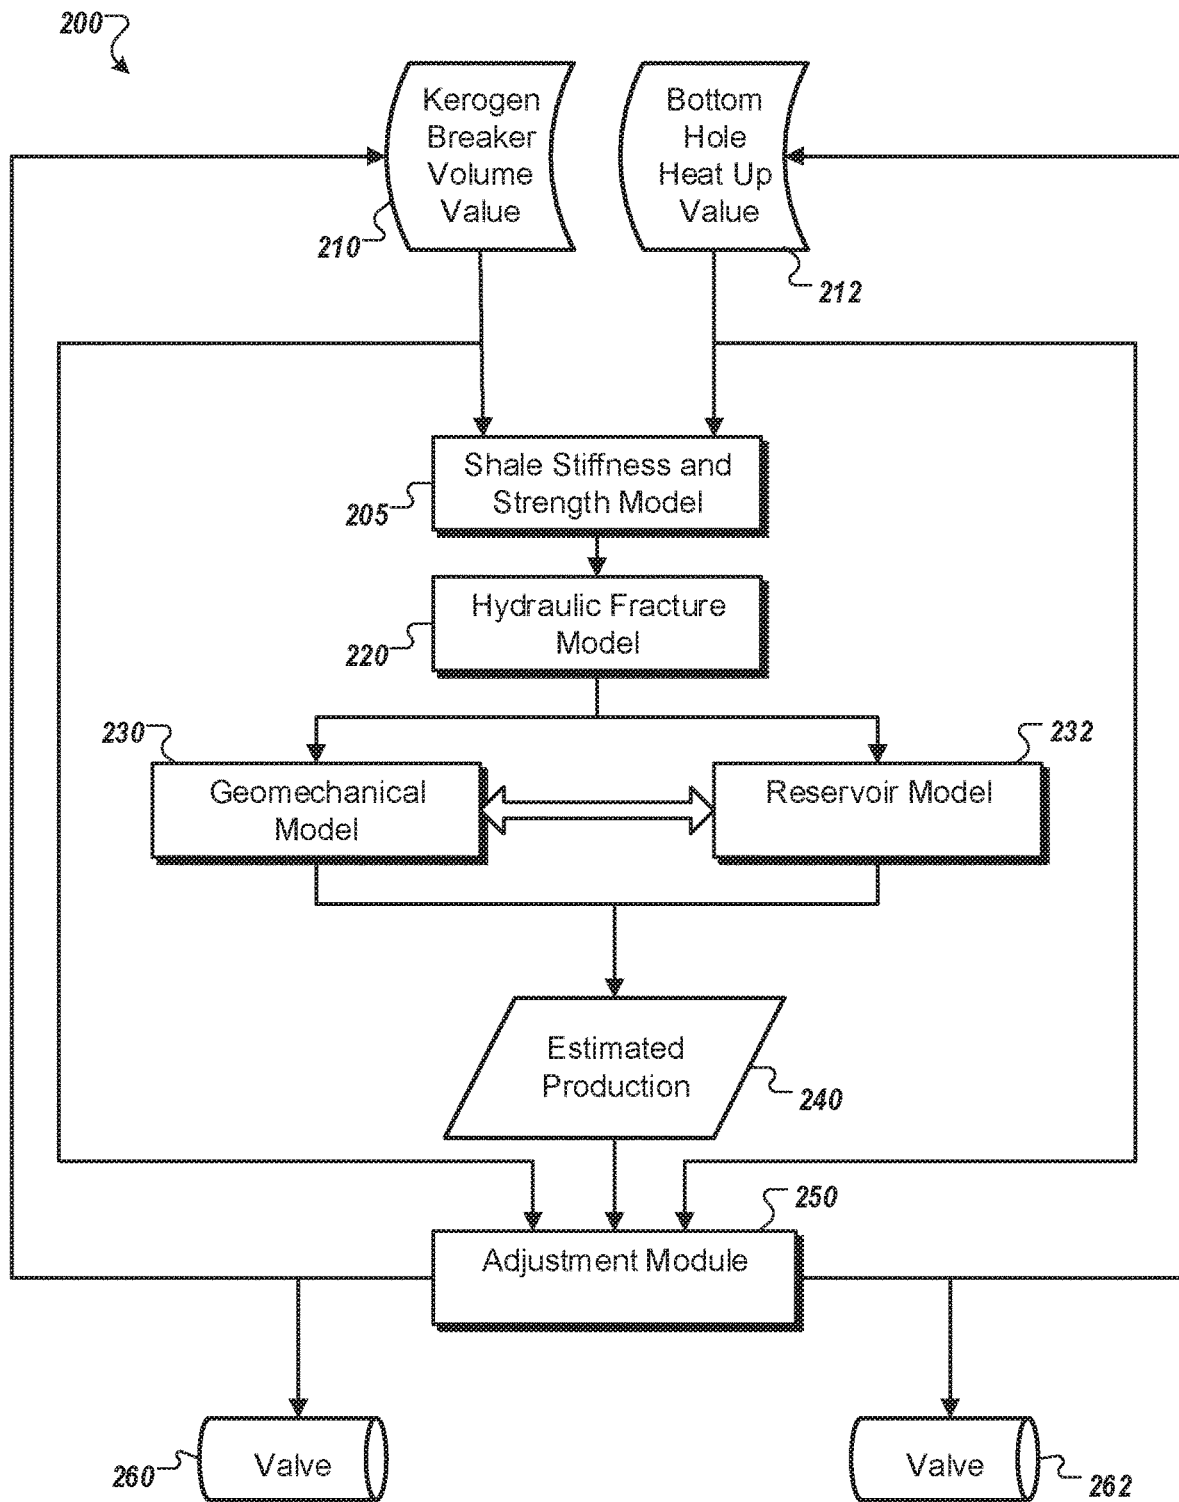 200
Kerogen
Breaker
Volume
Value
210
Bottom
Hole
Heat Up
Value
212
Shale Stiffness and
Strength Model
205
Hydraulic Fracture
Model
220
230
Geomechanical
Model
232
Reservoir Model
Estimated
Production
240
250
Adjustment Module
260
Valve
Valve
262